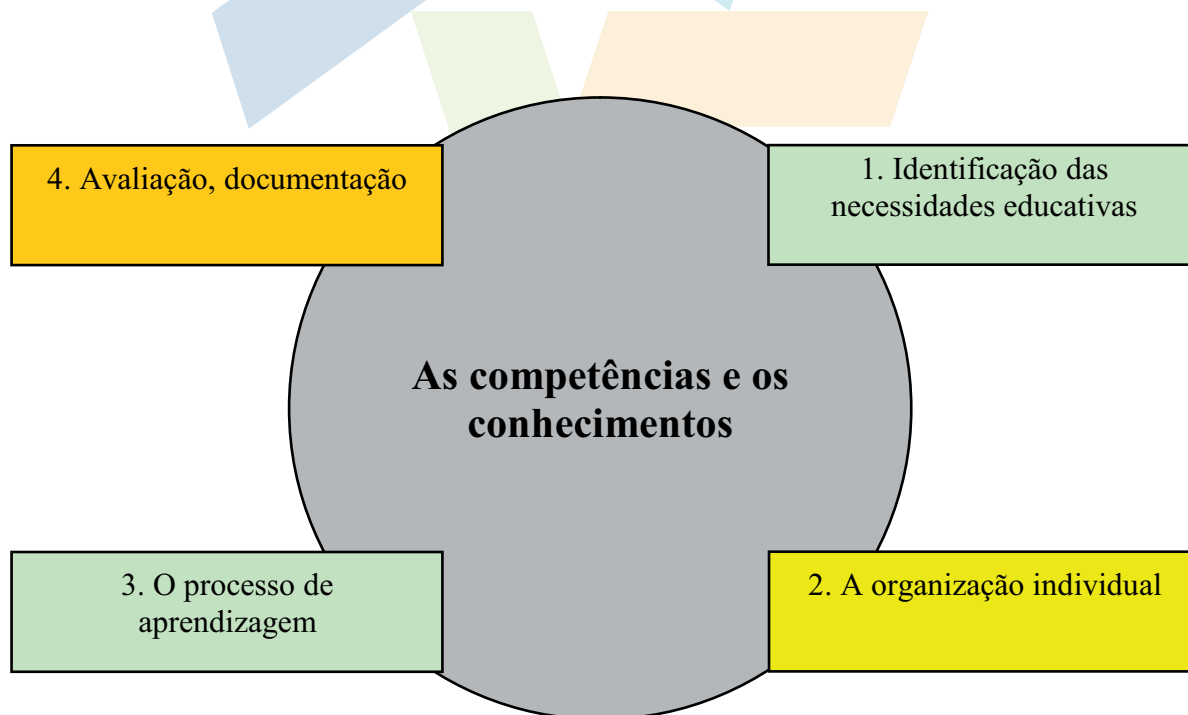 4. Avaliação, documentação
1. Identificação das
necessidades educativas
As competências e os
conhecimentos
3. O processo de
aprendizagem
2. A organização individual